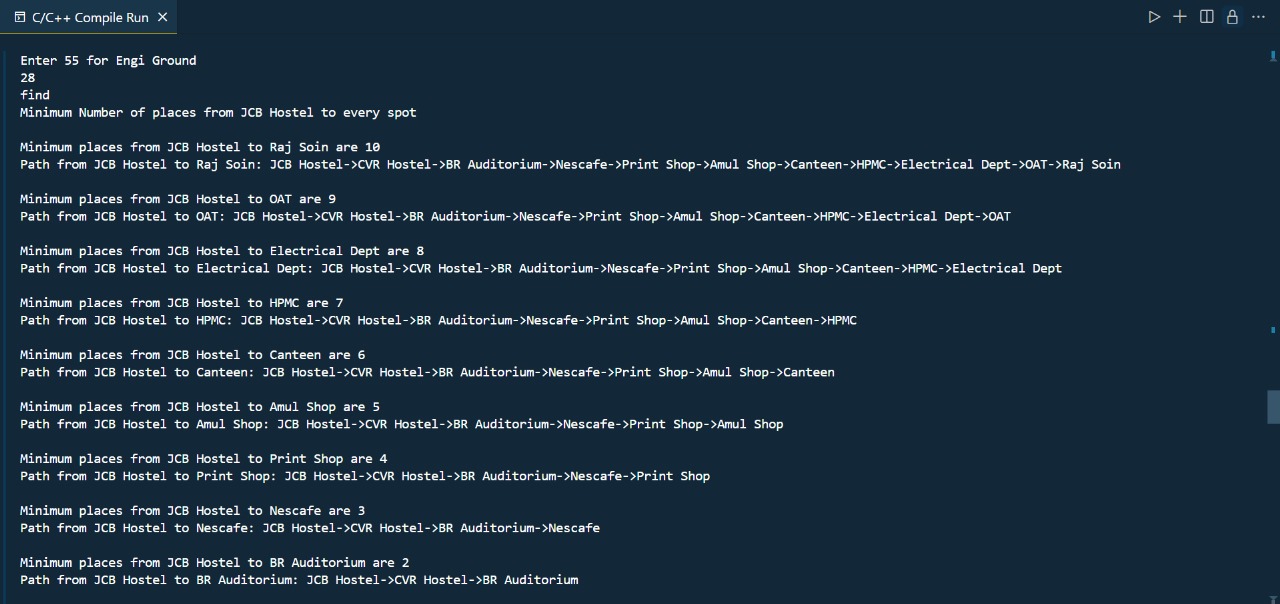 C/C++ Compile Run
Enter 55 for Engi Ground
28
find
Minimum Number of places from JCB Hostel to every spot
Minimum places from JCB Hostel to Raj Soin are 10
Path from JCB Hostel to Raj Soin: JCB Hostel->CVR Hostel->BR Auditorium->Nescafe->Print Shop->Amul Shop->Canteen->HPMC->Electrical Dept->OAT->Raj Soin
Minimum places from JCB Hostel to OAT are 9
Path from JCB Hostel to OAT: JCB Hostel->CVR Hostel->BR Auditorium->Nescafe->Print Shop->Amul Shop->Canteen->HPMC->Electrical Dept->OAT
Minimum places from JCB Hostel to Electrical Dept are 8
Path from JCB Hostel to Electrical Dept: JCB Hostel->CVR Hostel->BR Auditorium->Nescafe->Print Shop->Amul Shop->Canteen->HPMC->Electrical Dept
Minimum places from JCB Hostel to HPMC are 7
Path from JCB Hostel to HPMC: JCB Hostel->CVR Hostel->BR Auditorium->Nescafe->Print Shop->Amul Shop->Canteen->HPMC
Minimum places from JCB Hostel to Canteen are 6
Path from JCB Hostel to Canteen: JCB Hostel->CVR Hostel->BR Auditorium->Nescafe->Print Shop->Amul Shop->Canteen
Minimum places from JCB Hostel to Amul Shop are 5
Path from JCB Hostel to Amul Shop: JCB Hostel->CVR Hostel->BR Auditorium->Nescafe->Print Shop->Amul Shop
Minimum places from JCB Hostel to Print Shop are 4
Path from JCB Hostel to Print Shop: JCB Hostel->CVR Hostel->BR Auditorium->Nescafe->Print Shop
Minimum places from JCB Hostel to Nescafe are 3
Path from JCB Hostel to Nescafe: JCB Hostel->CVR Hostel->BR Auditorium->Nescafe
Minimum places from JCB Hostel to BR Auditorium are 2
Path from JCB Hostel to BR Auditorium: JCB Hostel->CVR Hostel->BR Auditorium